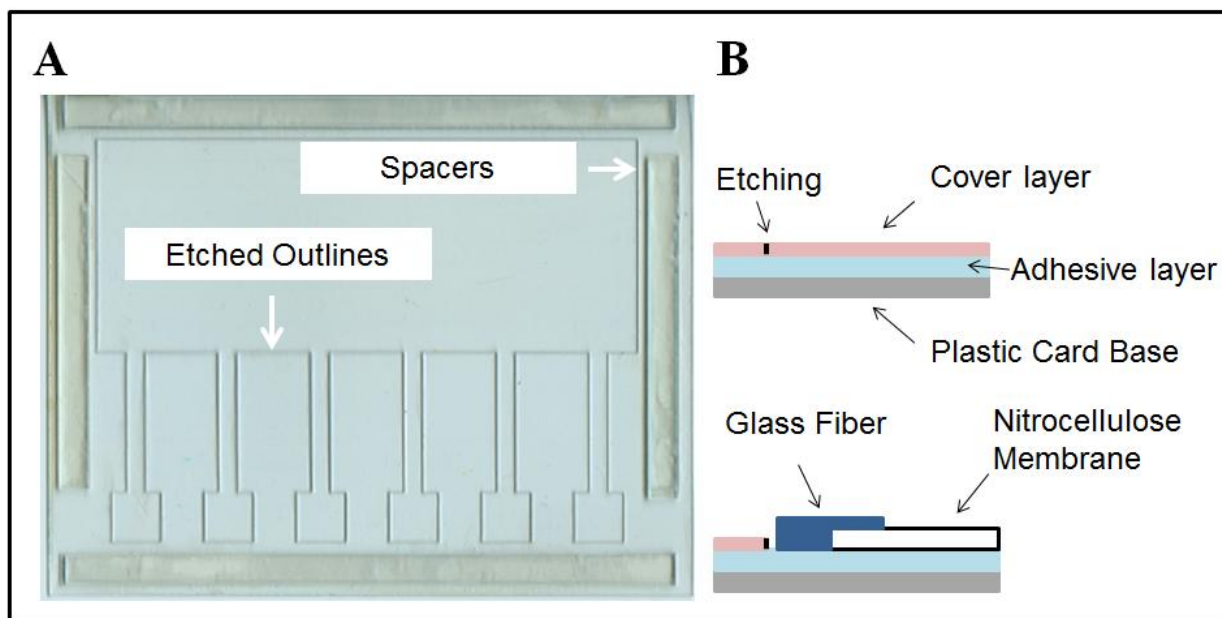 A
Spacers
Etched Outlines
B
Etching
Cover layer
Adhesive layer
Plastic Card Base
Glass Fiber
Nitrocellulose
Membrane